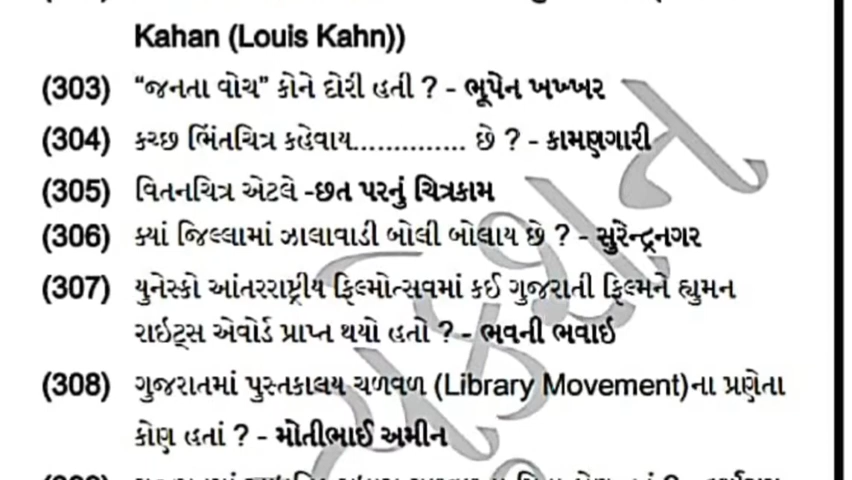 Kahan (Louis Kahn))
(303) “જનતા વોચ” કોને દોરી હતી ? - ભૂપેન ખખ્ખર
(304) કચ્છ ભિંતચિત્ર કહેવાય.............. છે ? - કામણગારી
(305) વિતનચિત્ર એટલે -છત પરનું ચિત્રકામ
(306) ક્યાં જિલ્લામાં ઝાલાવાડી બોલી બોલાય છે ? - સુરેન્દ્રનગર
(307) યુનેસ્કો આંતરરાષ્ટ્રીય ફિલ્મોત્સવમાં કઈ ગુજરાતી ફિલ્મને હ્યુમન
રાઇટ્સ એવોર્ડ પ્રાપ્ત થયો હતો ? - ભવની ભવાઈ
(308) ગુજરાતમાં પુસ્તકાલય ચળવળ (Library Movement)ના પ્રણેતા
કોણ હતાં ? - મોતીભાઈ અમીન